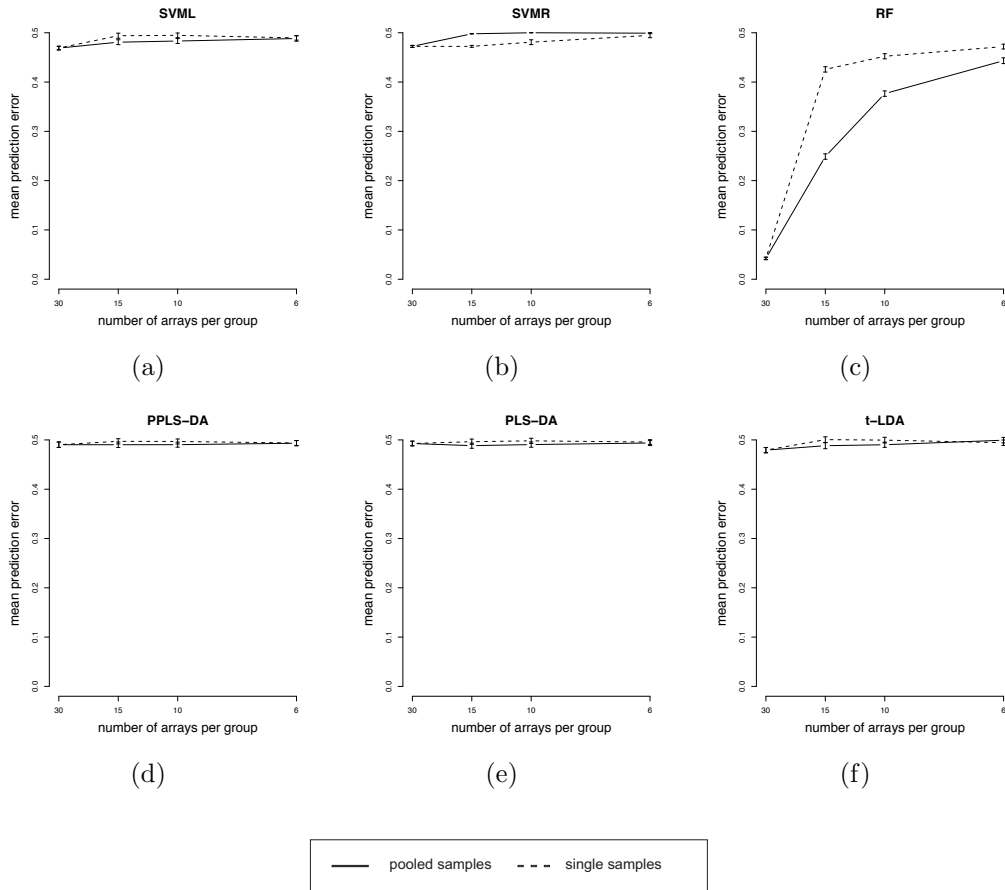 SVML
mean prediction error
0.0 0.1 0.2 0.3 0.4 0.5
30 15 10 6
number of arrays per group
(a)
SVMR
mean prediction error
0.0 0.1 0.2 0.3 0.4 0.5
30 15 10 6
number of arrays per group
(b)
RF
mean prediction error
0.0 0.1 0.2 0.3 0.4 0.5
30 15 10 6
number of arrays per group
(c)
PPLS−DA
mean prediction error
0.0 0.1 0.2 0.3 0.4 0.5
30 15 10 6
number of arrays per group
(d)
PLS−DA
mean prediction error
0.0 0.1 0.2 0.3 0.4 0.5
30 15 10 6
number of arrays per group
(e)
t−LDA
mean prediction error
0.0 0.1 0.2 0.3 0.4 0.5
30 15 10 6
number of arrays per group
(f)
pooled samples
single samples